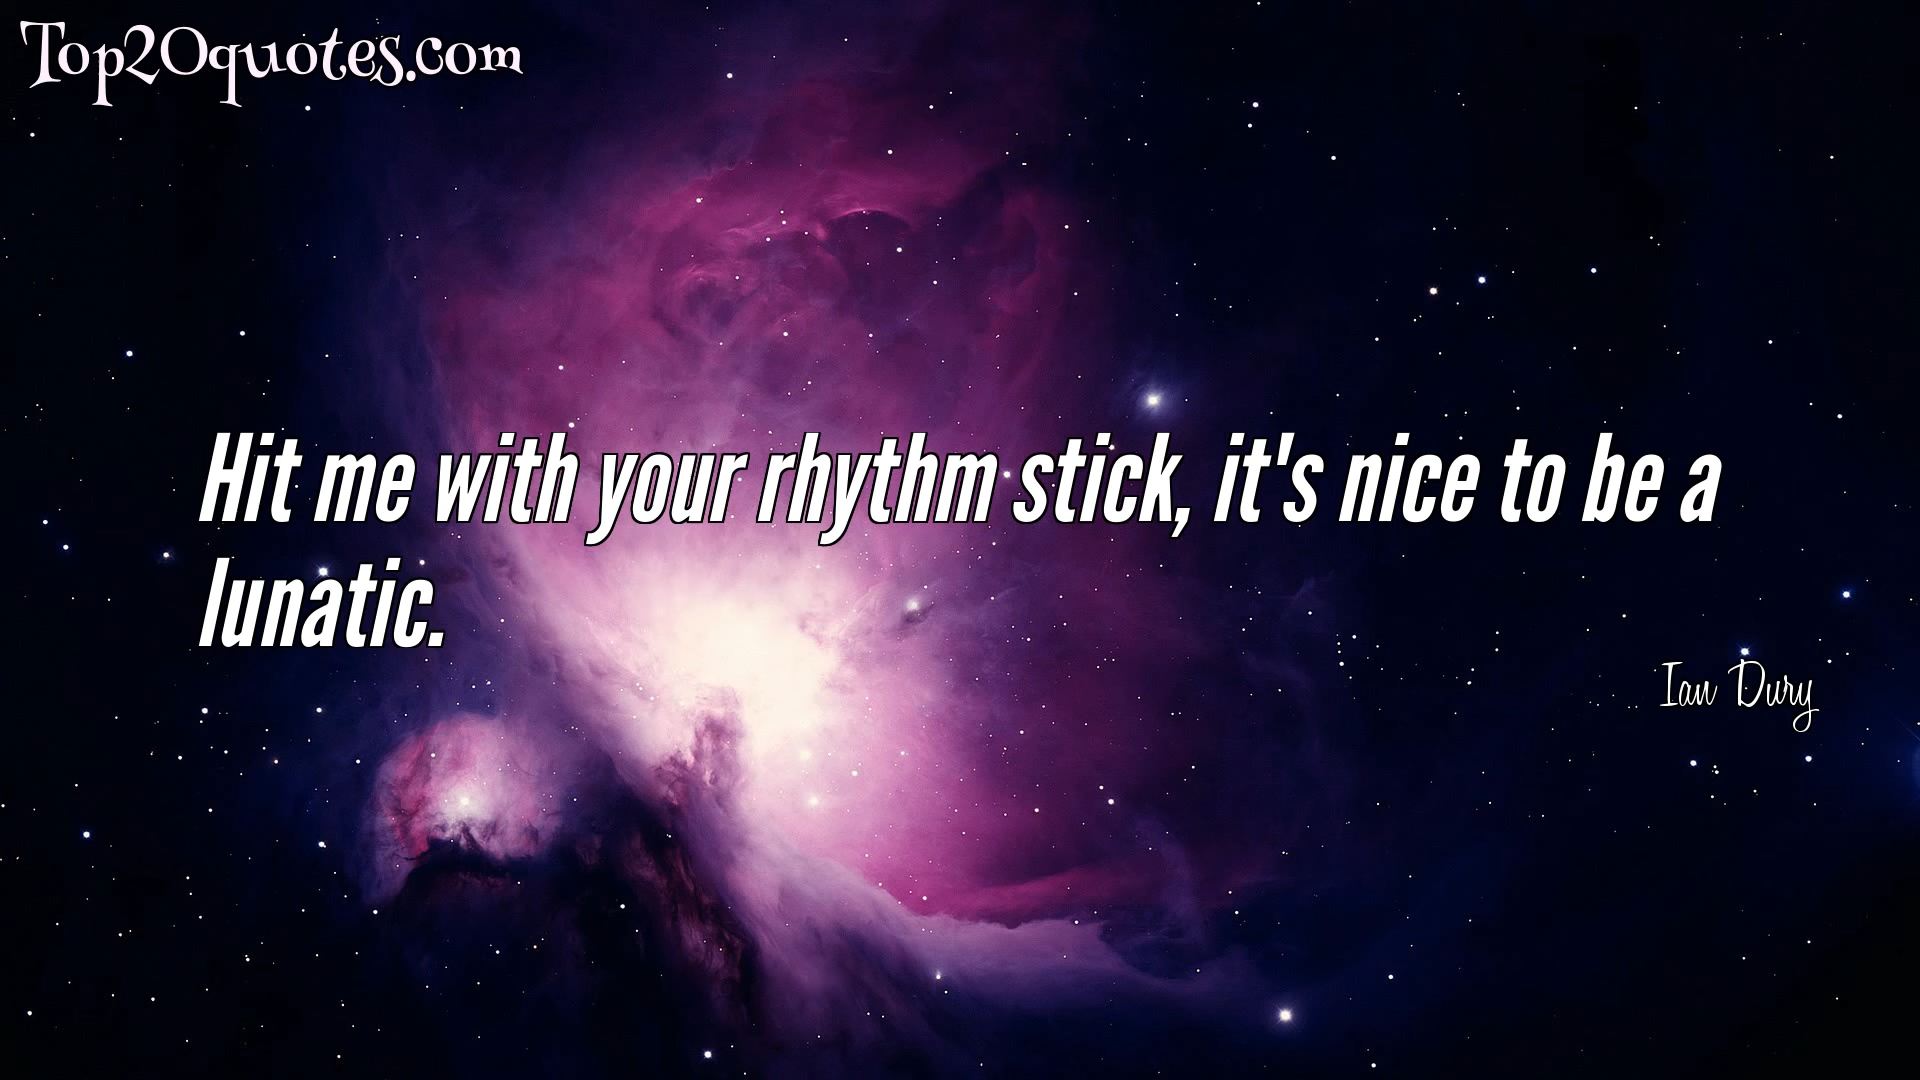 Top20quotes.com
Hit me with your rhythm stick, it's nice to be a
lunatic.
Ian Dury